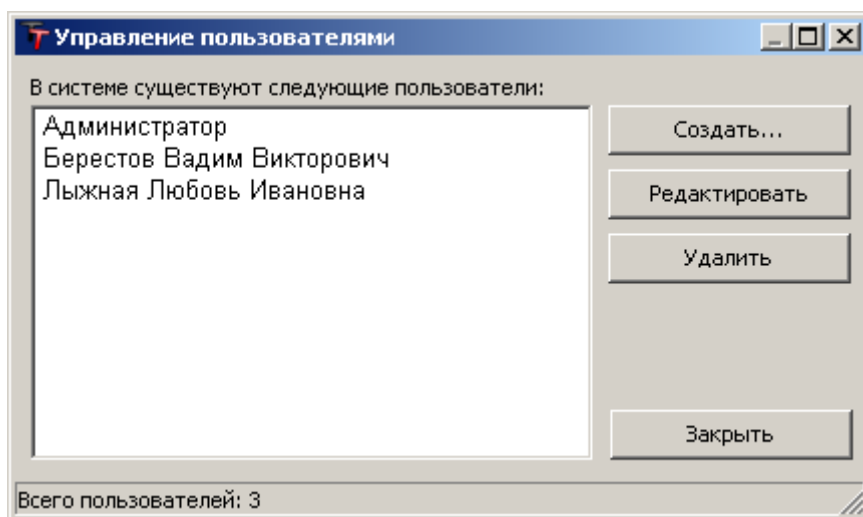 Управление пользователями
В системе существуют следующие пользователи:
Администратор
Берестов Вадим Викторович
Лыжная Любовь Ивановна
Создать...
Редактировать
Удалить
Закрыть
Всего пользователей: 3